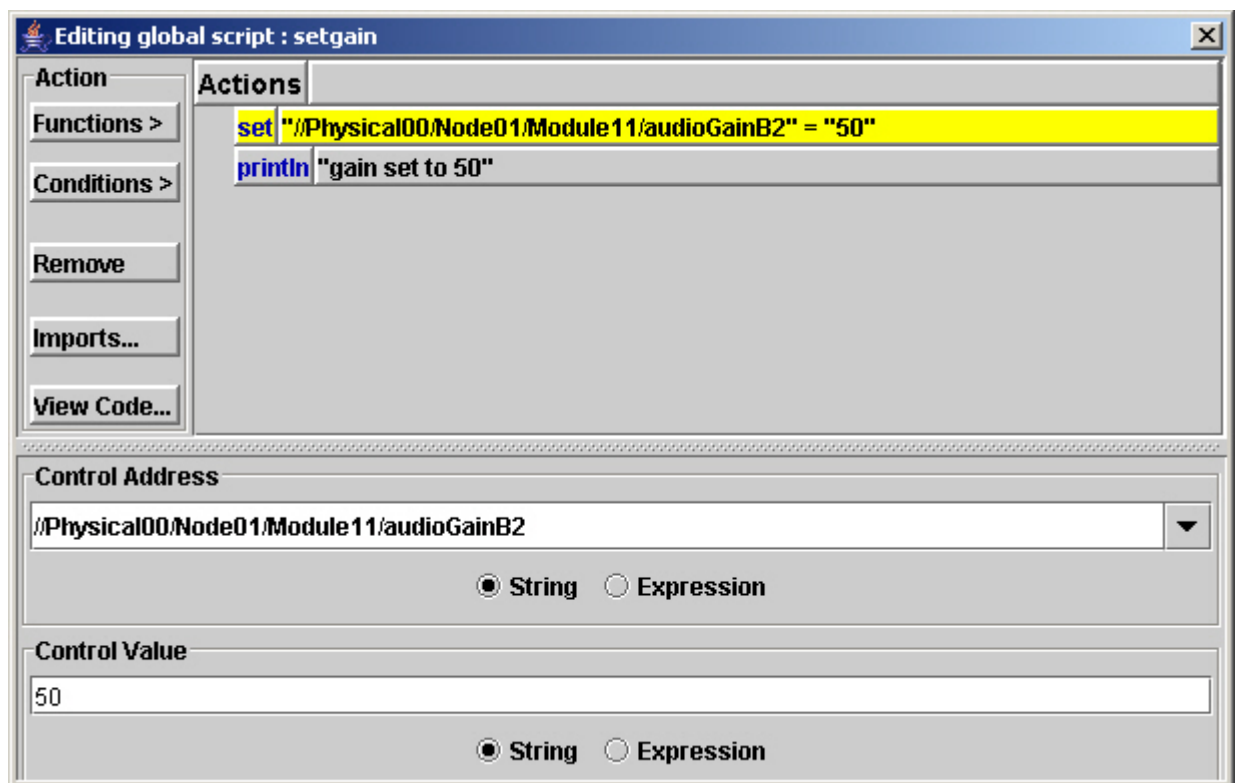 Editing global script : setgain
Action
Functions >
Conditions >
Remove
Imports...
View Code...
Actions
set "//Physical00/Node01/Module11/audioGainB2" = "50"
println "gain set to 50"
Control Address
//Physical00/Node01/Module11/audioGainB2
String Expression
Control Value
50
String Expression